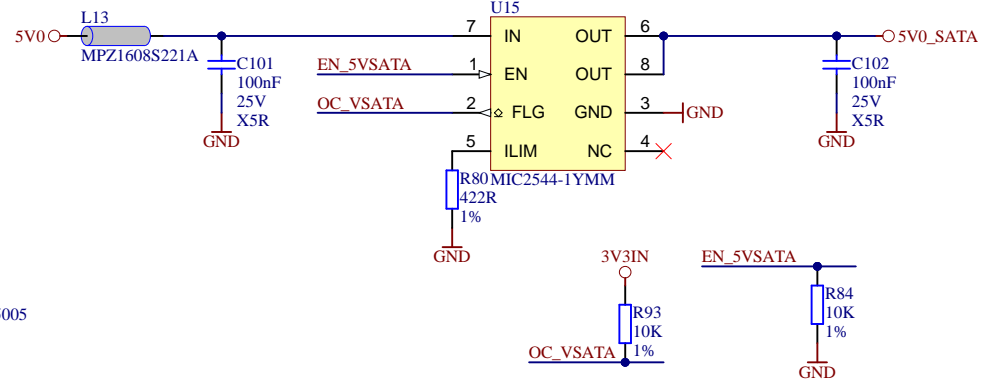 L13
U15
5V0
MPZ1608S221A
7
IN
OUT
6
5V0_SATA
C101
100nF
25V
X5R
GND
EN_5VSATA
1
EN
OUT
8
C102
100nF
25V
X5R
GND
OC_VSATA
2
FLG
GND
3
GND
5
ILIM
NC
4
R80
422R
1%
GND
MIC2544-1YMM
3V3IN
R93
10K
1%
OC_VSATA
EN_5VSATA
R84
10K
1%
GND
005